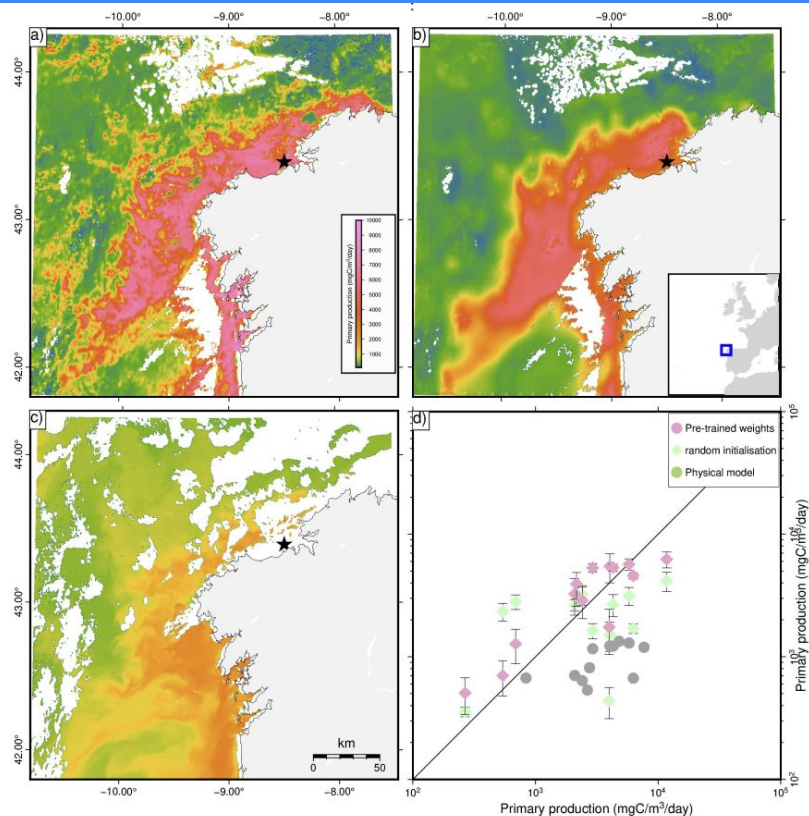 :
−10.00° −9.00° −8.00°
a)
b)
44.00°
43.00°
42.00°
Primary production (mgC/m³/day)
10000
9000
8000
7000
6000
5000
4000
3000
2000
1000
c)
44.00°
43.00°
42.00°
km
0 50
−10.00° −9.00° −8.00°
d)
Pre-trained weights
random initialisation
Physical model
10⁵
10⁴
10³
10²
Primary production (mgC/m³/day)
10² 10³ 10⁴ 10⁵
Primary production (mgC/m³/day)
−10.00° −9.00° −8.00°